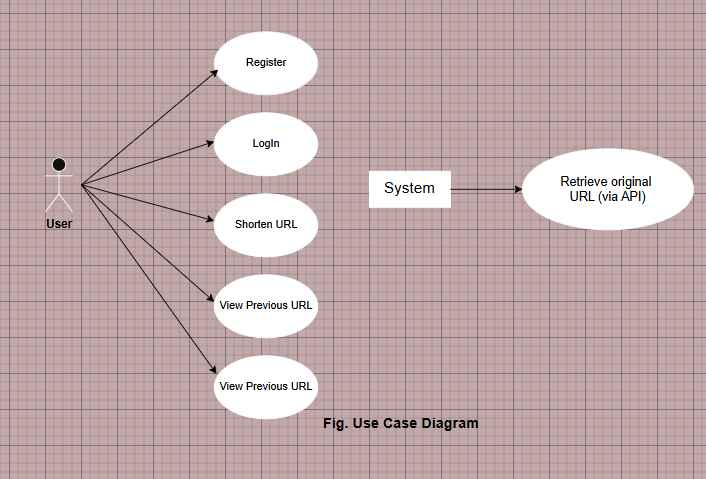 Register
LogIn
System
Retrieve original
URL (via API)
User
Shorten URL
View Previous URL
View Previous URL
Fig. Use Case Diagram